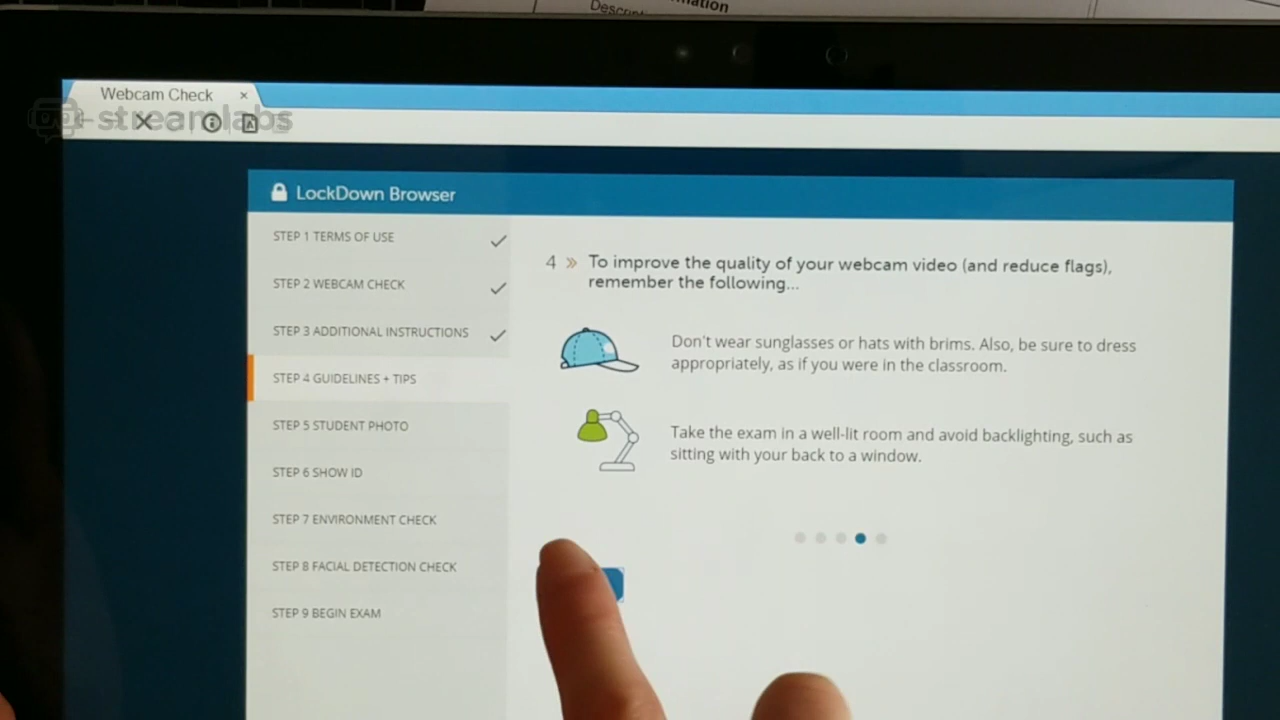 mation
Webcam Check
streamlabs
LockDown Browser
STEP 1 TERMS OF USE
STEP 2 WEBCAM CHECK
STEP 3 ADDITIONAL INSTRUCTIONS
STEP 4 GUIDELINES + TIPS
STEP 5 STUDENT PHOTO
STEP 6 SHOW ID
STEP 7 ENVIRONMENT CHECK
STEP 8 FACIAL DETECTION CHECK
STEP 9 BEGIN EXAM
4 » To improve the quality of your webcam video (and reduce flags),
remember the following...
Don't wear sunglasses or hats with brims. Also, be sure to dress
appropriately, as if you were in the classroom.
Take the exam in a well-lit room and avoid backlighting, such as
sitting with your back to a window.